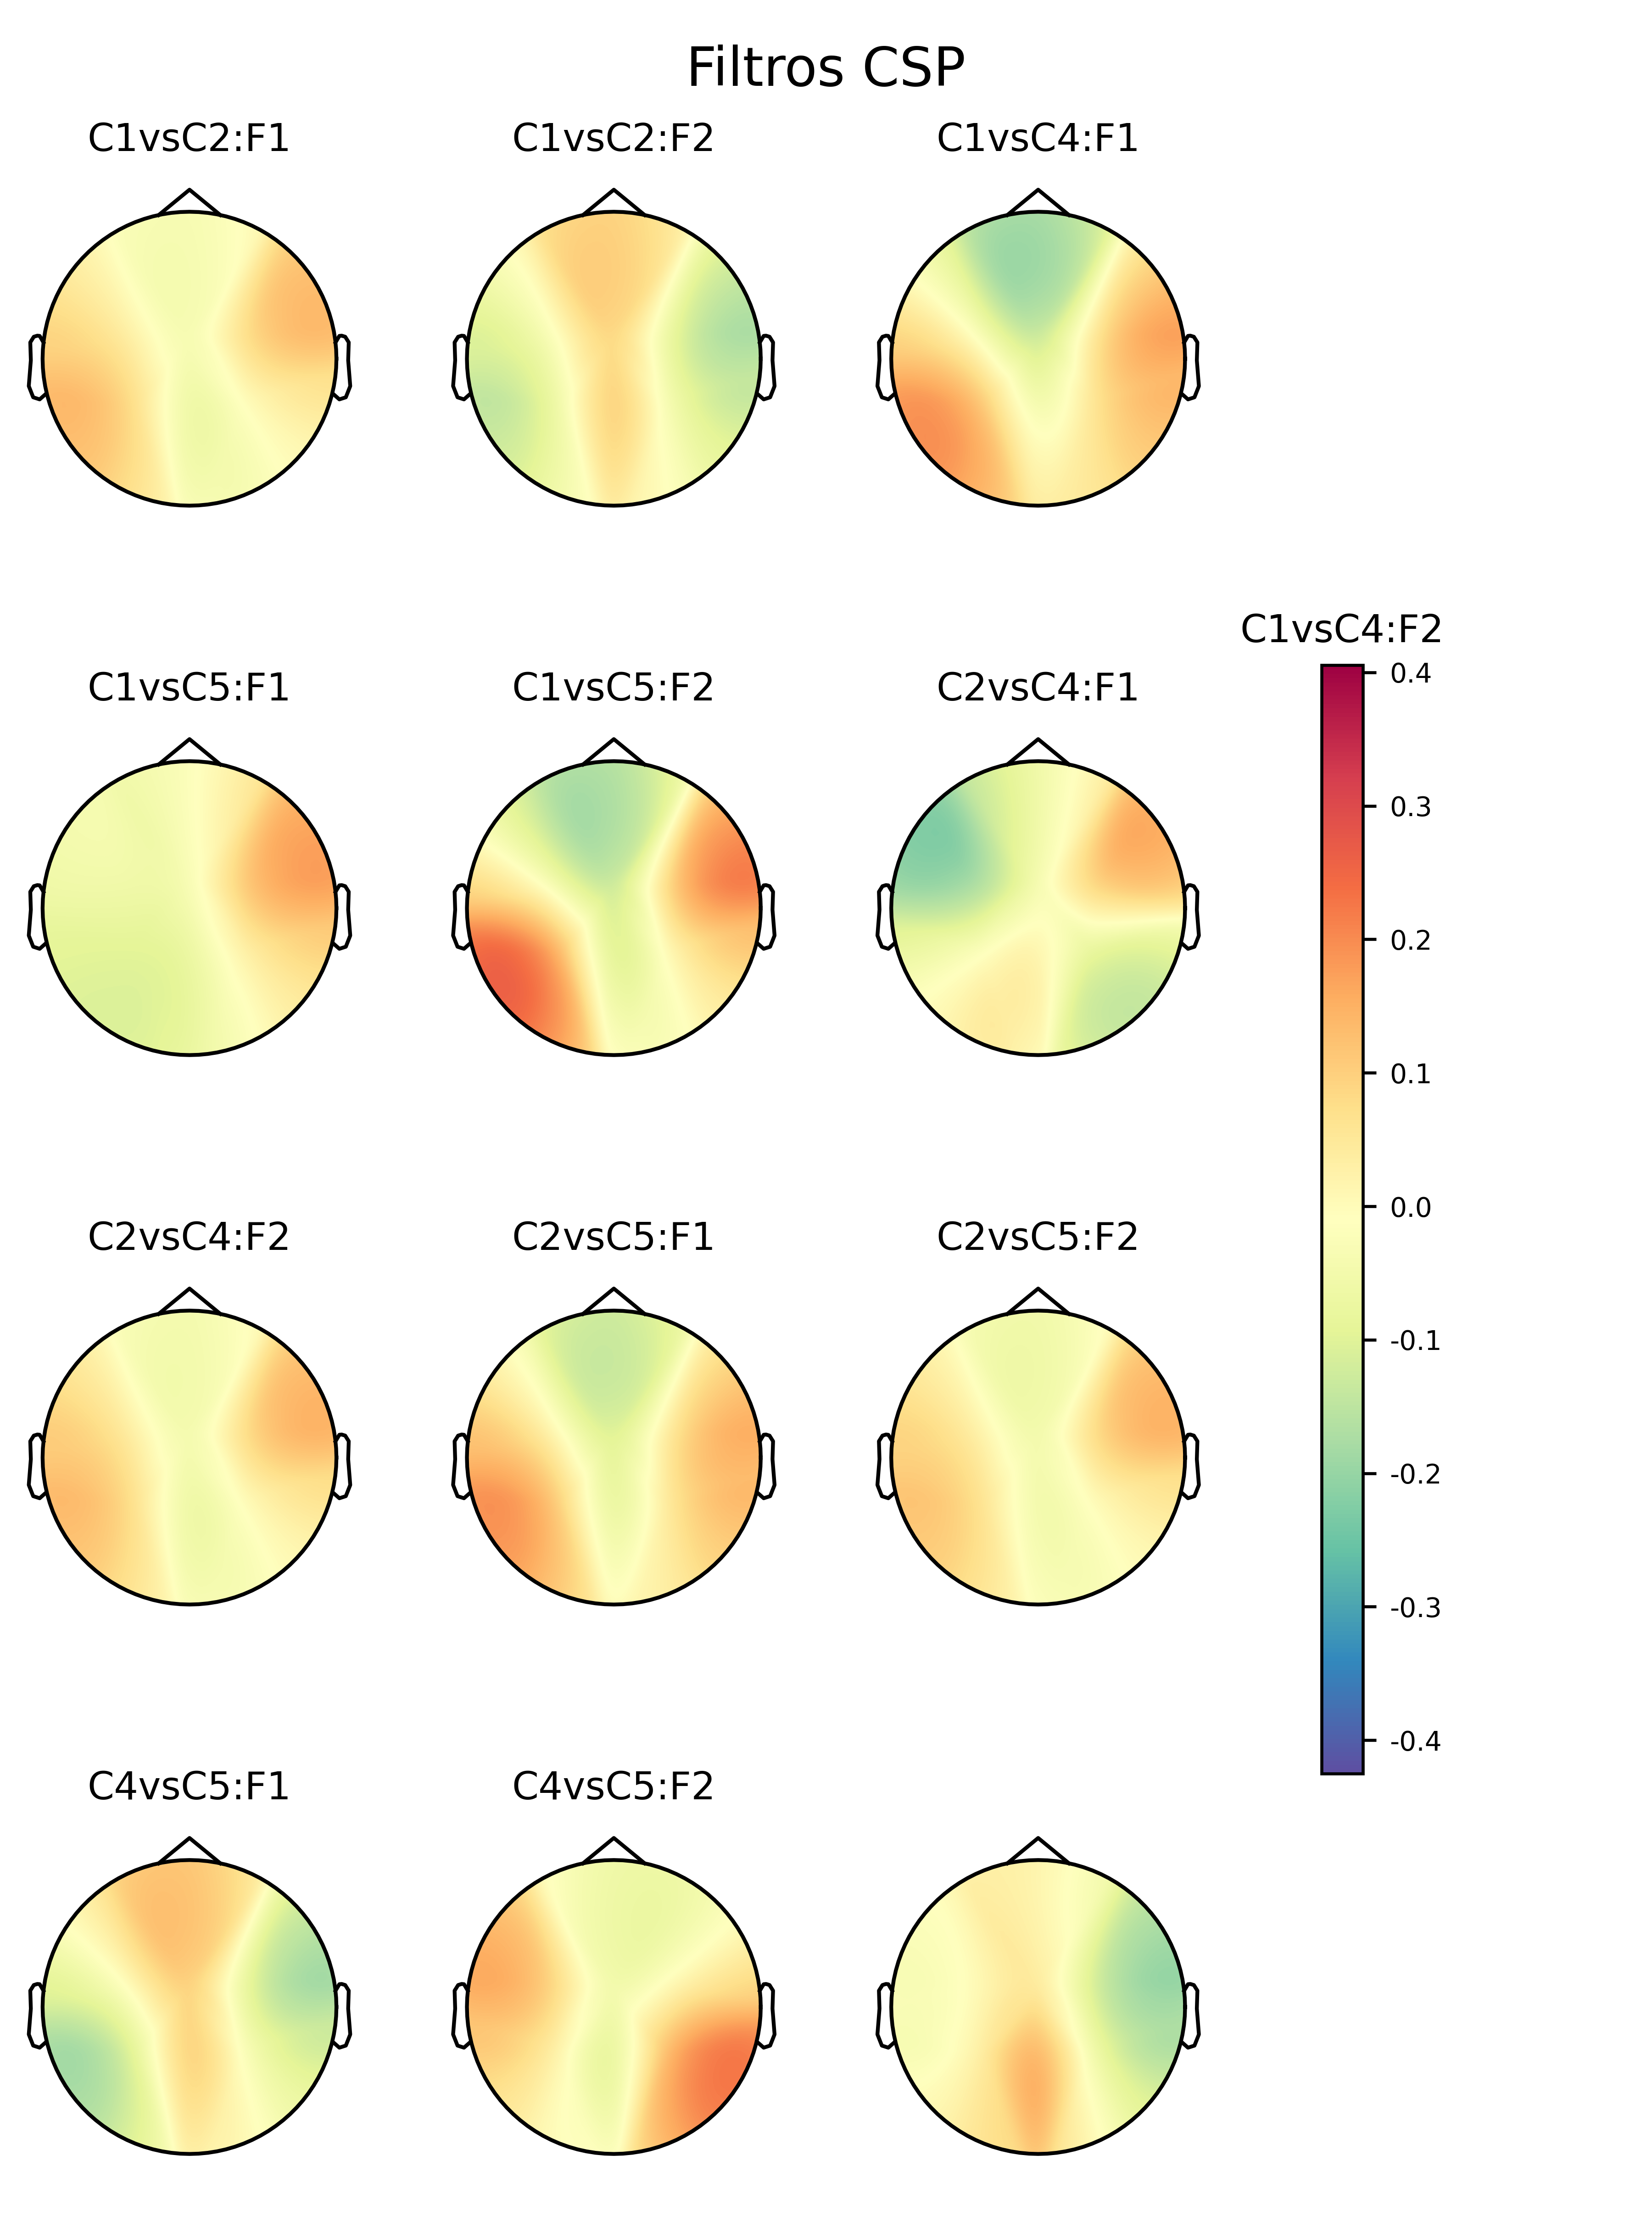 Filtros CSP
C1vsC2:F1
C1vsC2:F2
C1vsC4:F1
C1vsC4:F2
0.4
0.3
0.2
0.1
0.0
-0.1
-0.2
-0.3
-0.4
C1vsC5:F1
C1vsC5:F2
C2vsC4:F1
C2vsC4:F2
C2vsC5:F1
C2vsC5:F2
C4vsC5:F1
C4vsC5:F2